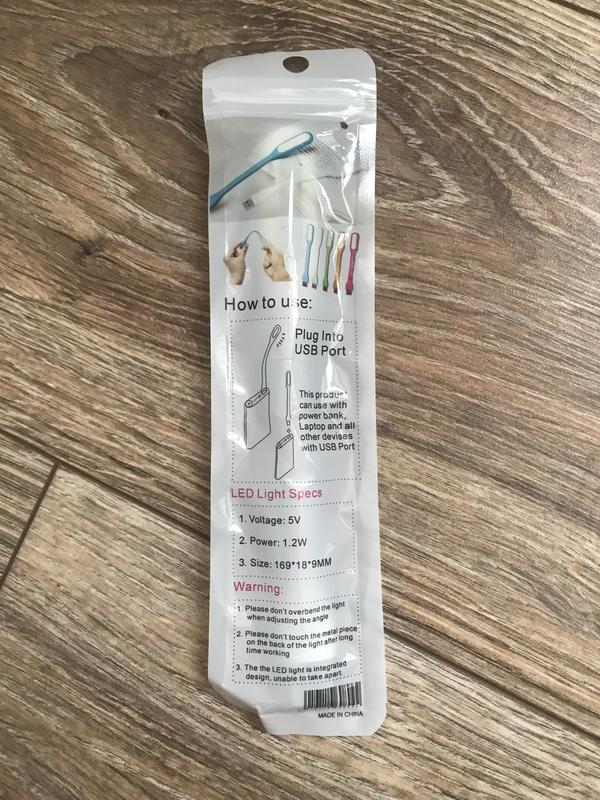 How to use:
Plug Into
USB Port
This product
can use with
power bank,
Laptop and all
other devises
with USB Port
LED Light Specs
1. Voltage: 5V
2. Power: 1.2W
3. Size: 169*18*9MM
Warning:
1. Please don't overbend the light
when adjusting the angle
2. Please don't touch the metal piece
on the back of the light after long
time working
3. The the LED light is integrated
design, unable to take apart.
MADE IN CHINA